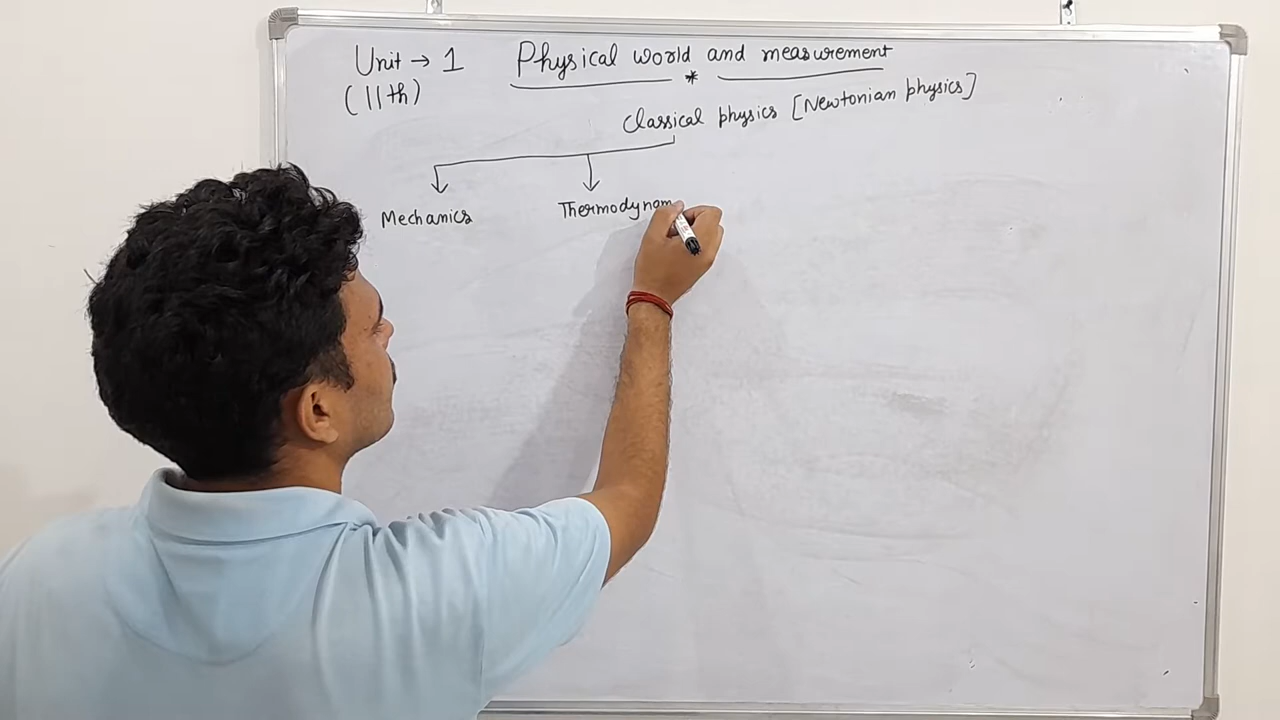 Unit → 1 Physical world and measurement
(11th) *
Classical physics [Newtonian physics]
Mechanics Thermodynam